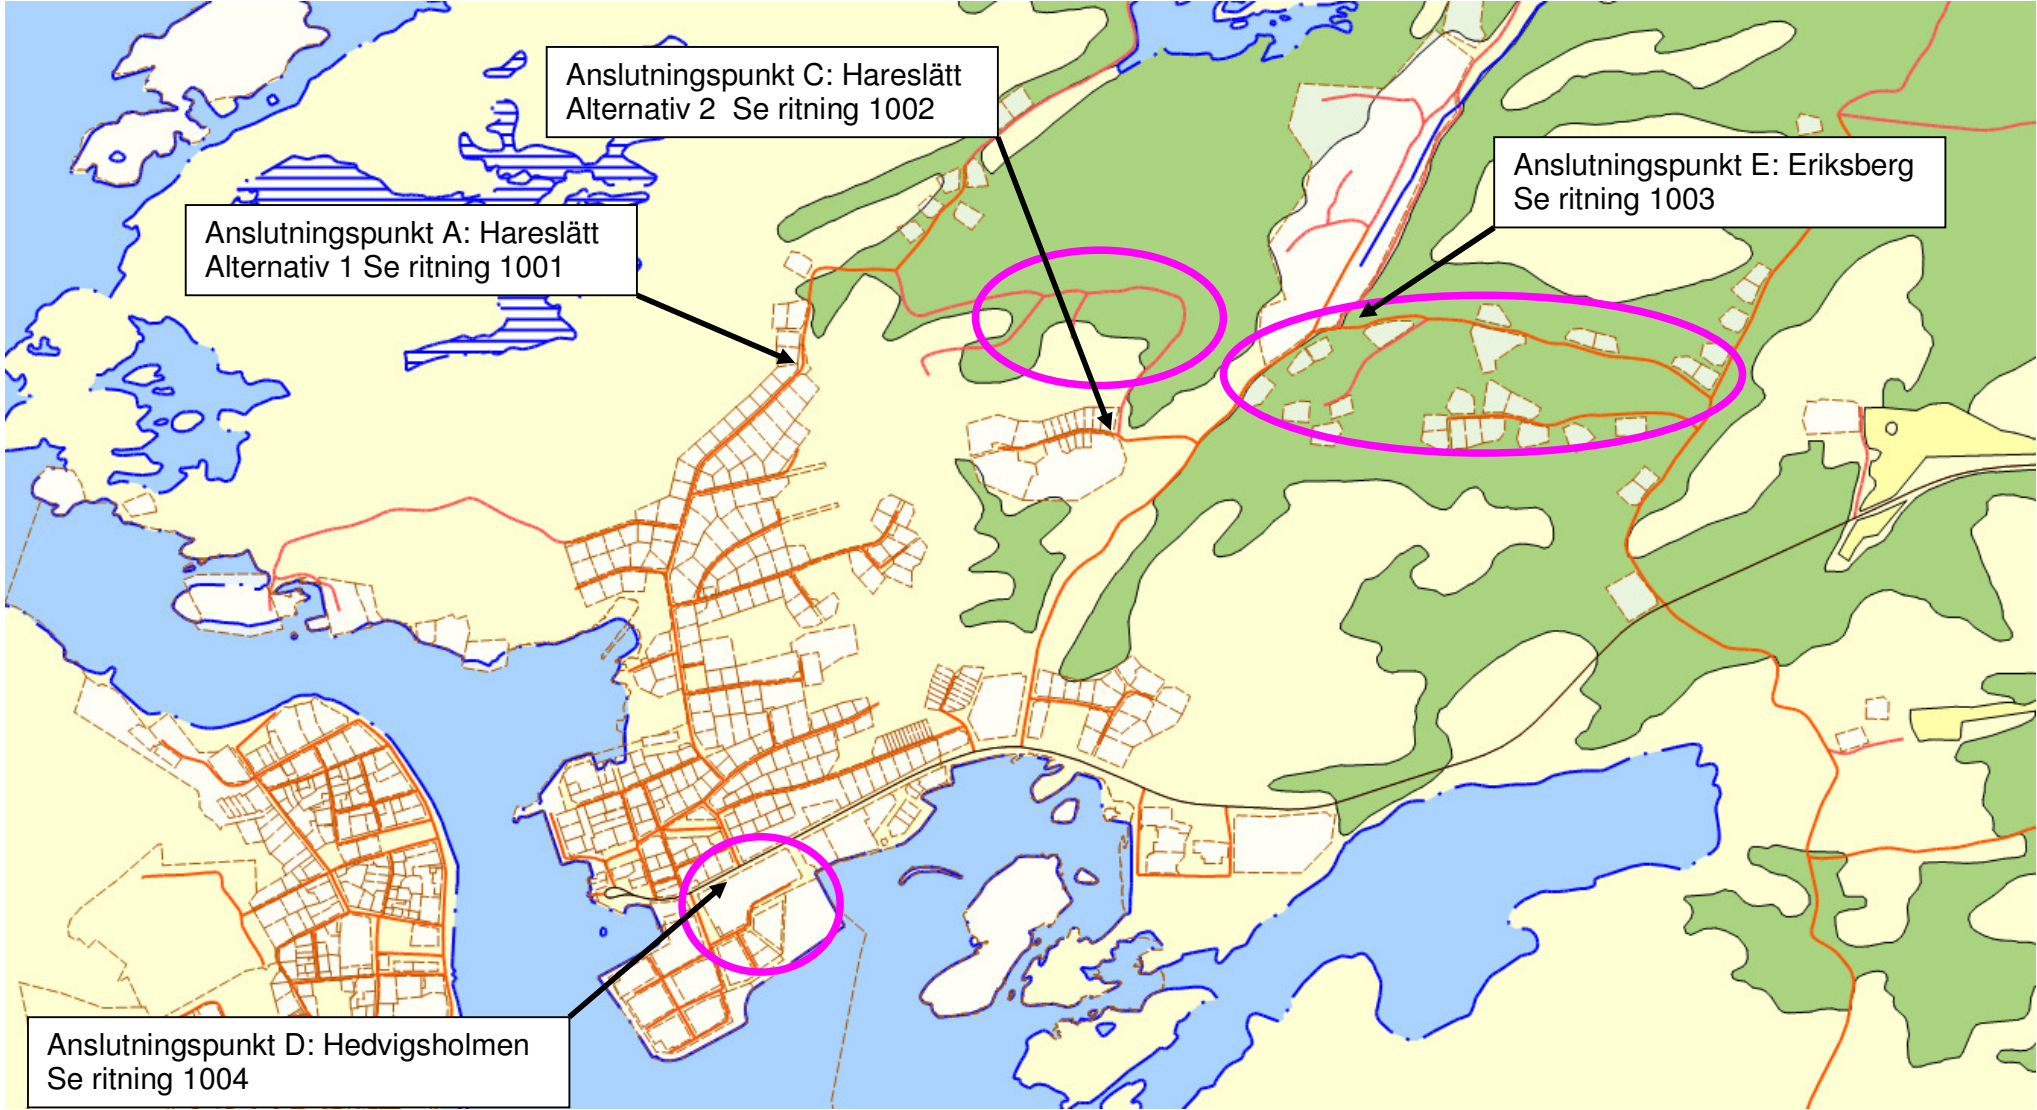 Anslutningspunkt C: Hareslätt
Alternativ 2  Se ritning 1002
Anslutningspunkt E: Eriksberg
Se ritning 1003
Anslutningspunkt A: Hareslätt
Alternativ 1 Se ritning 1001
Anslutningspunkt D: Hedvigsholmen
Se ritning 1004